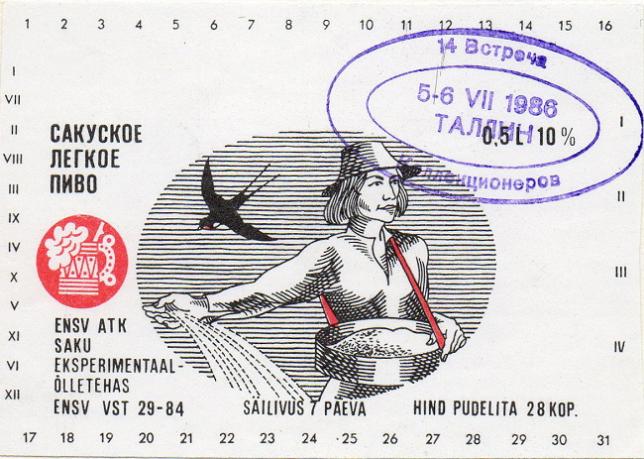 1 2 3 4 5 6 7 8 9 10 11 12 13 14 15 16
14 Встреча
5-6 VII 1986
ТАЛЛИН
Коллекционеров
0,5 L 10 %
САКУСКОЕ
ЛЕГКОЕ
ПИВО
I
VII
II
VIII
III
IX
IV
X
V
XI
VI
XII
I
II
III
IV
ENSV ATK
SAKU
EKSPERIMENTAAL-
ÕLLETEHAS
ENSV VST 29-84
SÄILIVUS 7 PÄEVA
HIND PUDELITA 28 KOP.
17 18 19 20 21 22 23 24 25 26 27 28 29 30 31